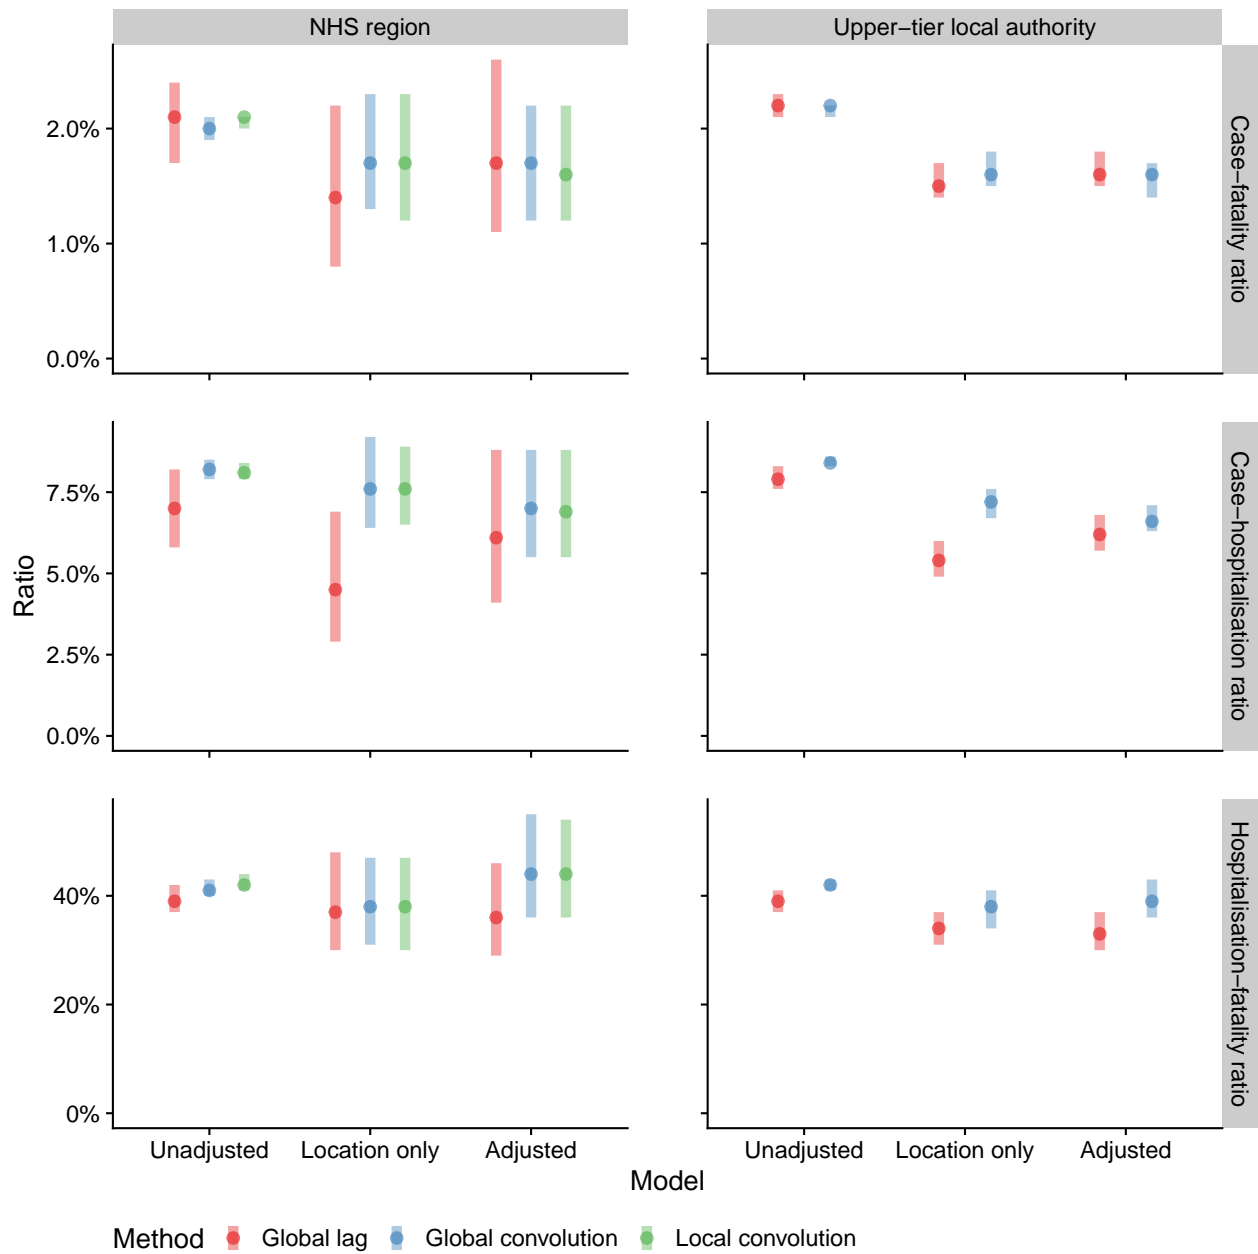 NHS region
Upper−tier local authority
2.0%
1.0%
0.0%
Case−fatality ratio
7.5%
5.0%
2.5%
0.0%
Case−hospitalisation ratio
Ratio
40%
20%
0%
Hospitalisation−fatality ratio
Unadjusted Location only Adjusted
Unadjusted Location only Adjusted
Model
Method Global lag Global convolution Local convolution